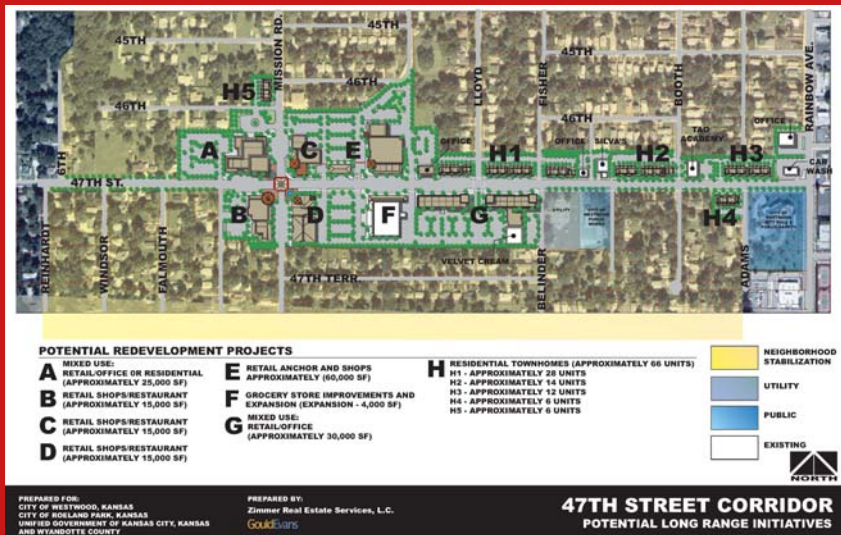 45TH
MISSION RD.
45TH
46TH
H5
46TH
6TH
A
C
E
OFFICE
LLOYD
H1
FISHER
OFFICE
SILVA'S
46TH
H2
BOOTH
TAO
ACADEMY
OFFICE
H3
RAINBOW AVE.
CAR
WASH
47TH ST.
B
D
F
G
UTILITY
H4
REINHARDT
WINDSOR
FALMOUTH
47TH TERR.
VELVET CREAM
BELINDER
ADAMS
POTENTIAL REDEVELOPMENT PROJECTS
A MIXED USE:
RETAIL/OFFICE OR RESIDENTIAL
(APPROXIMATELY 25,000 SF)
B RETAIL SHOPS/RESTAURANT
(APPROXIMATELY 15,000 SF)
C RETAIL SHOPS/RESTAURANT
(APPROXIMATELY 15,000 SF)
D RETAIL SHOPS/RESTAURANT
(APPROXIMATELY 15,000 SF)
E RETAIL ANCHOR AND SHOPS
APPROXIMATELY (60,000 SF)
F GROCERY STORE IMPROVEMENTS AND
EXPANSION (EXPANSION - 4,000 SF)
G MIXED USE:
RETAIL/OFFICE
(APPROXIMATELY 30,000 SF)
H RESIDENTIAL TOWNHOMES (APPROXIMATELY 66 UNITS)
H1 - APPROXIMATELY 28 UNITS
H2 - APPROXIMATELY 14 UNITS
H3 - APPROXIMATELY 12 UNITS
H4 - APPROXIMATELY 6 UNITS
H5 - APPROXIMATELY 6 UNITS
NEIGHBORHOOD
STABILIZATION
UTILITY
PUBLIC
EXISTING
NORTH
PREPARED FOR:
CITY OF WESTWOOD, KANSAS
CITY OF ROELAND PARK, KANSAS
UNIFIED GOVERNMENT OF KANSAS CITY, KANSAS
AND WYANDOTTE COUNTY
PREPARED BY:
Zimmer Real Estate Services, L.C.
GouldEvans
47TH STREET CORRIDOR
POTENTIAL LONG RANGE INITIATIVES